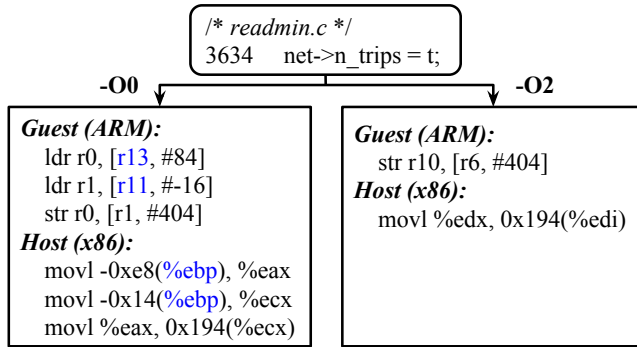 /* readmin.c */
3634 net->n_trips = t;
-O0
-O2
Guest (ARM):
ldr r0, [r13, #84]
ldr r1, [r11, #-16]
str r0, [r1, #404]
Host (x86):
movl -0xe8(%ebp), %eax
movl -0x14(%ebp), %ecx
movl %eax, 0x194(%ecx)
Guest (ARM):
str r10, [r6, #404]
Host (x86):
movl %edx, 0x194(%edi)